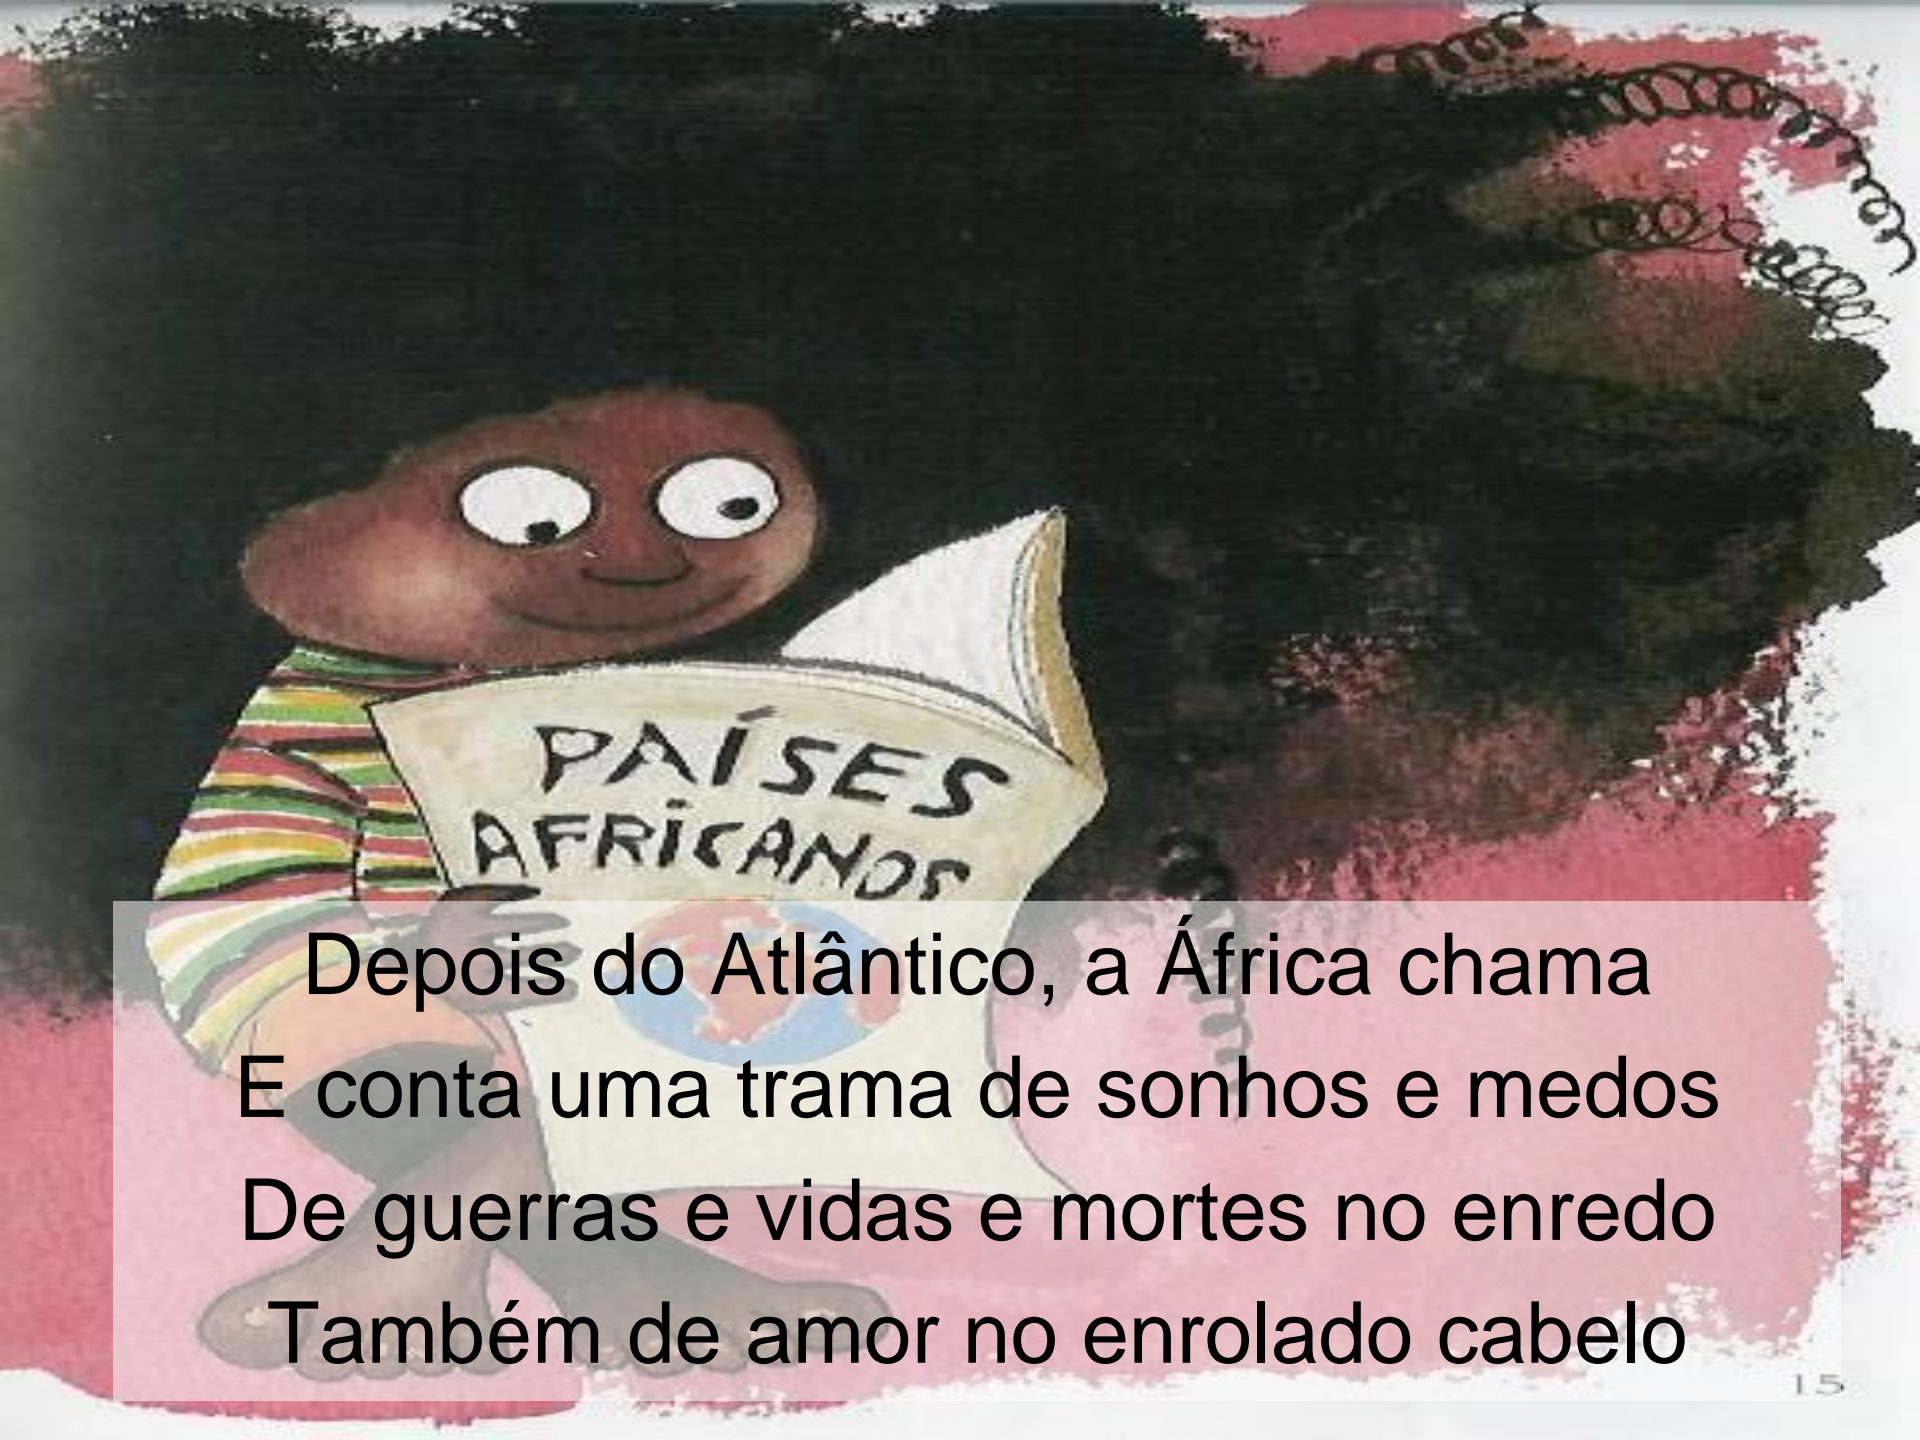 PAÍSES
AFRICANOS
Depois do Atlântico, a África chama
E conta uma trama de sonhos e medos
De guerras e vidas e mortes no enredo
Também de amor no enrolado cabelo
15